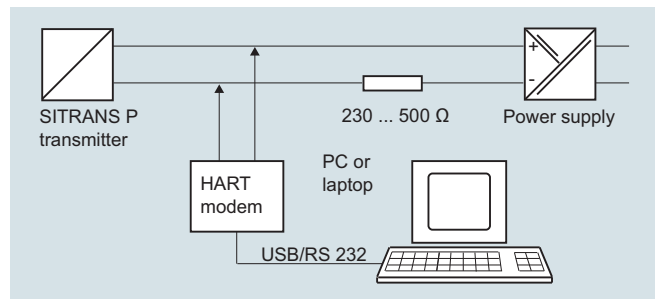 +
-
SITRANS P
transmitter
230 ... 500 Ω
Power supply
PC or
laptop
HART
modem
USB/RS 232